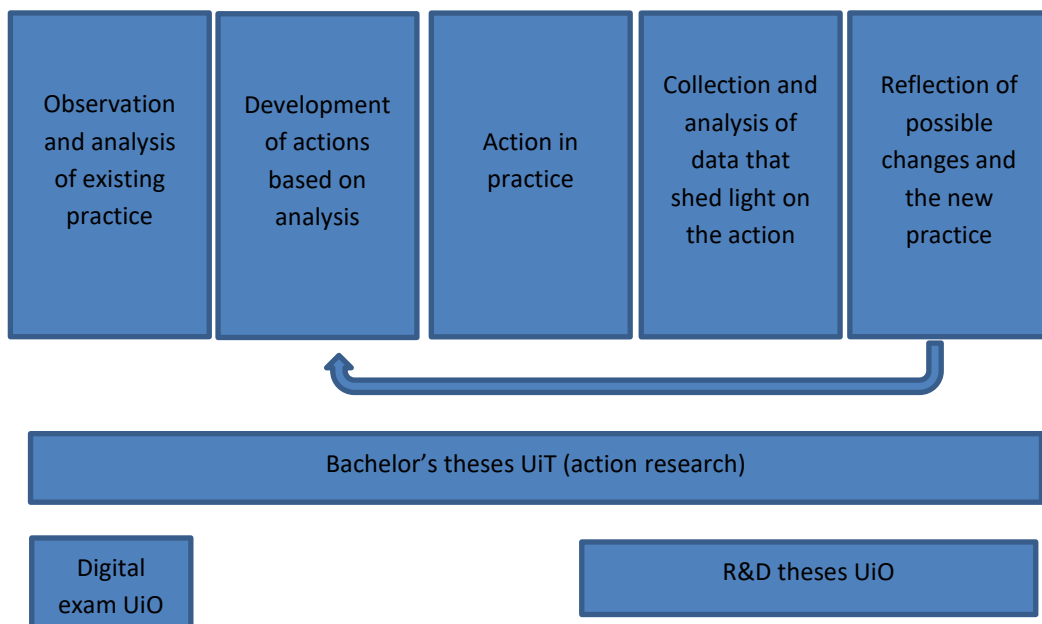 Observation
and analysis
of existing
practice
Development
of actions
based on
analysis
Action in
practice
Collection and
analysis of
data that
shed light on
the action
Reflection of
possible
changes and
the new
practice
Bachelor’s theses UiT (action research)
Digital
exam UiO
R&D theses UiO